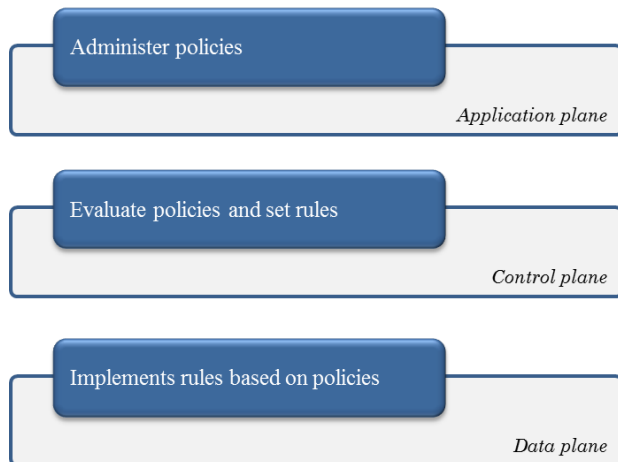 Administer policies
Application plane
Evaluate policies and set rules
Control plane
Implements rules based on policies
Data plane